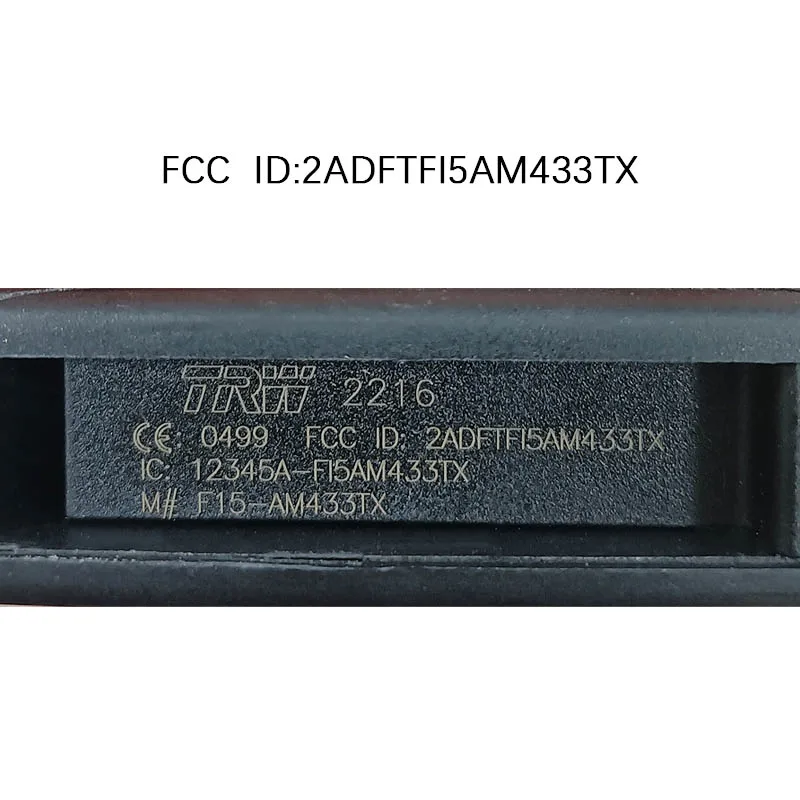 FCC ID:2ADFTFI5AM433TX
TRW 2216
CE: 0499 FCC ID: 2ADFTFI5AM433TX
IC: 12345A-FI5AM433TX
M# F15-AM433TX